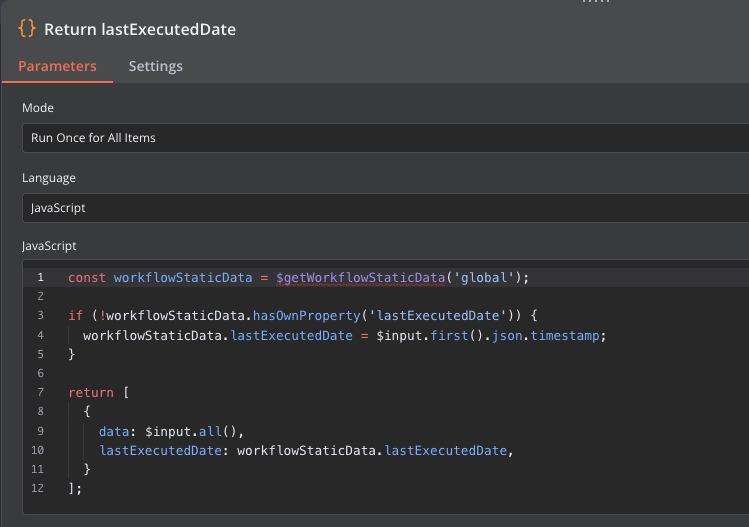 {} Return lastExecutedDate
Parameters Settings
Mode
Run Once for All Items
Language
JavaScript
JavaScript
1 const workflowStaticData = $getWorkflowStaticData('global');
2
3 if (!workflowStaticData.hasOwnProperty('lastExecutedDate')) {
4   workflowStaticData.lastExecutedDate = $input.first().json.timestamp;
5 }
6
7 return [
8   {
9     data: $input.all(),
10     lastExecutedDate: workflowStaticData.lastExecutedDate,
11   }
12 ];